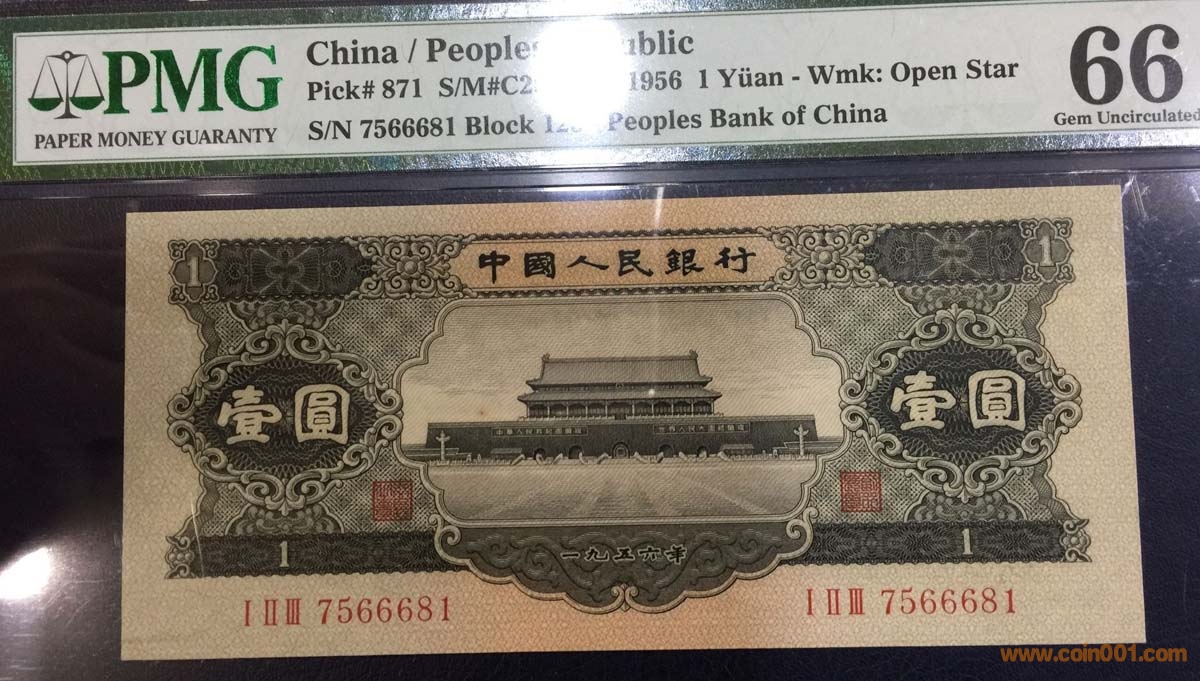 PMG
PAPER MONEY GUARANTY
China / Peoples
Pick# 871 S/M#C2 1956 1 Yüan - Wmk: Open Star
S/N 7566681 Block Peoples Bank of China
66
Gem Uncirculated
1 中國人民銀行 1
壹圓 壹圓
1 一九五六年 1
I II III 7566681 I II III 7566681
www.coin001.com